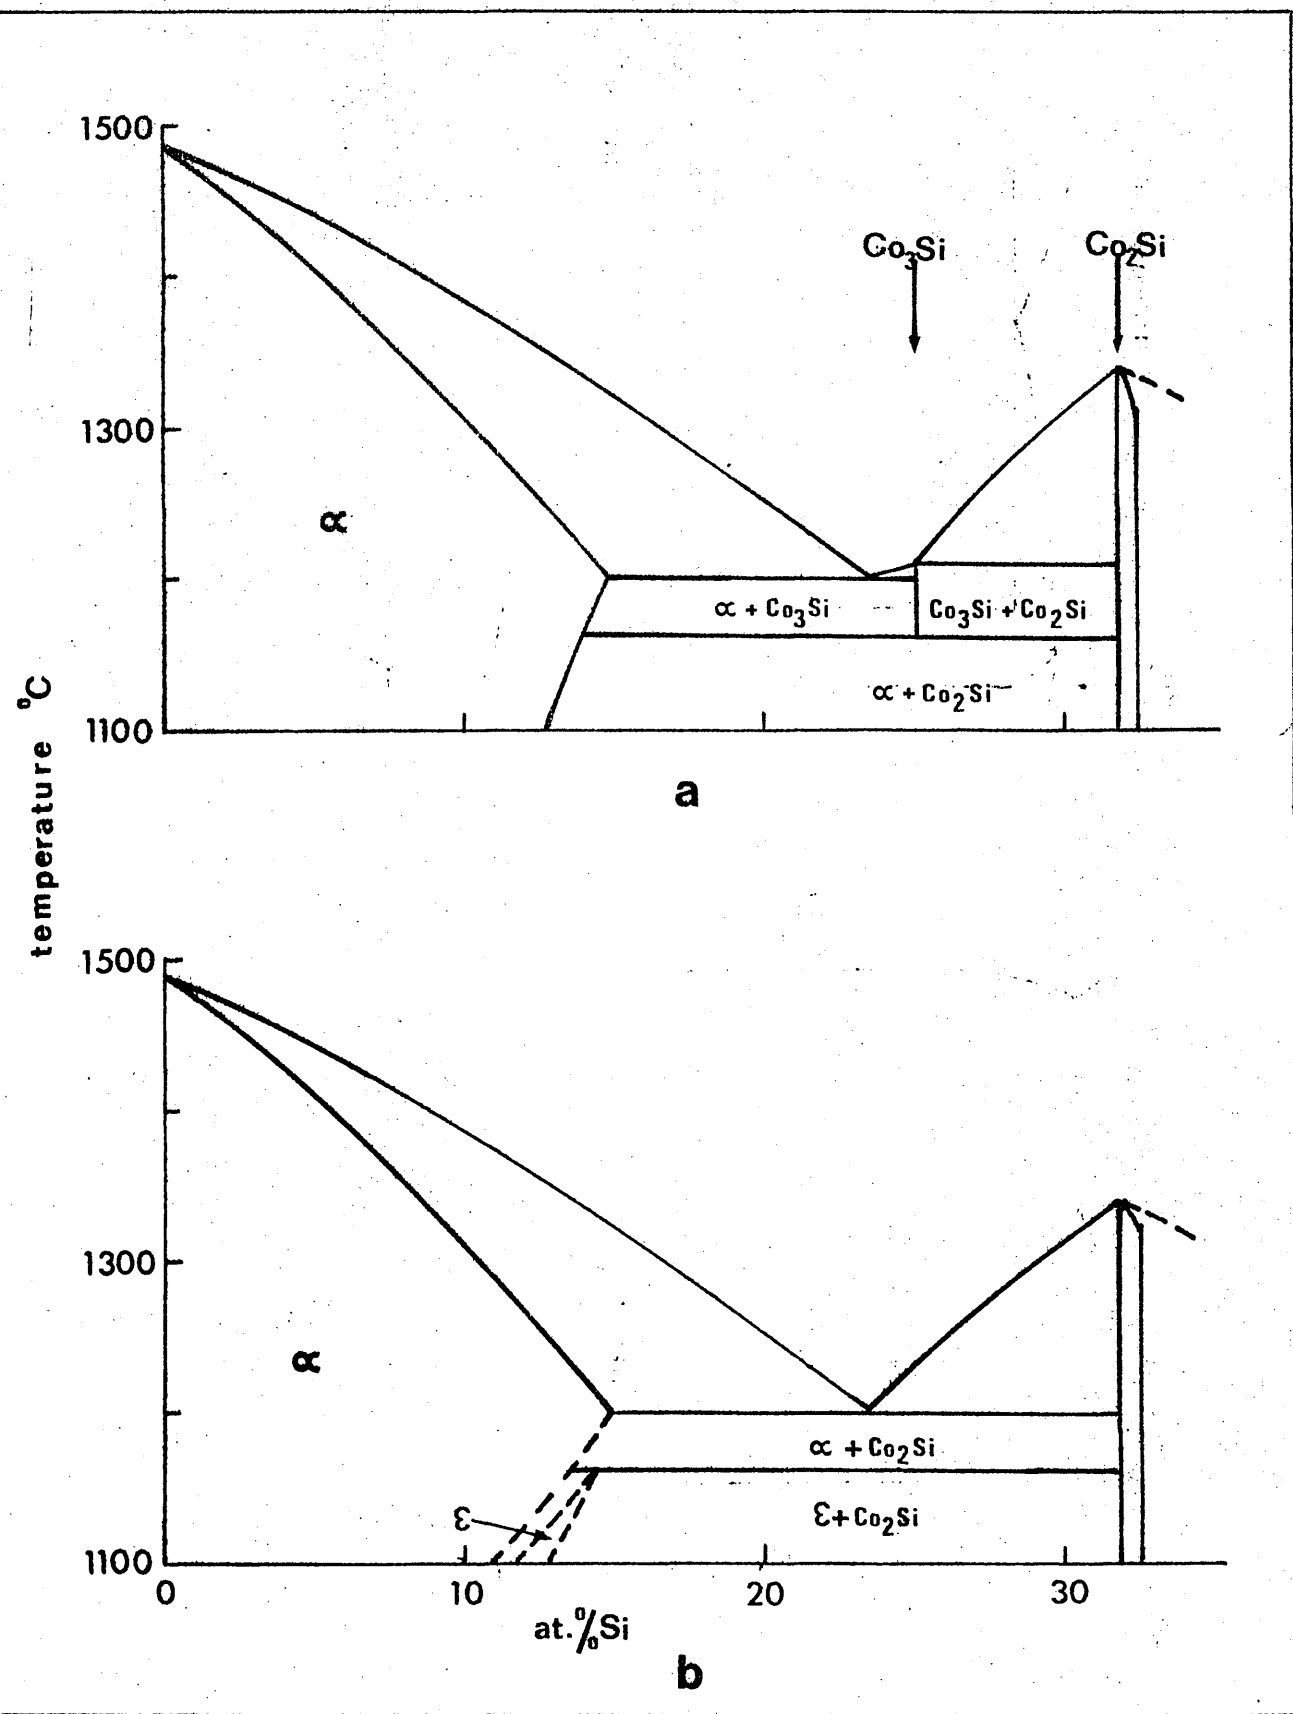 1500
Co₃Si Co₂Si
1300
α
α + Co₃Si Co₃Si + Co₂Si
α + Co₂Si
1100
a
temperature °C
1500
1300
α
α + Co₂Si
ε
ε + Co₂Si
1100
0 10 20 30
at.%Si
b